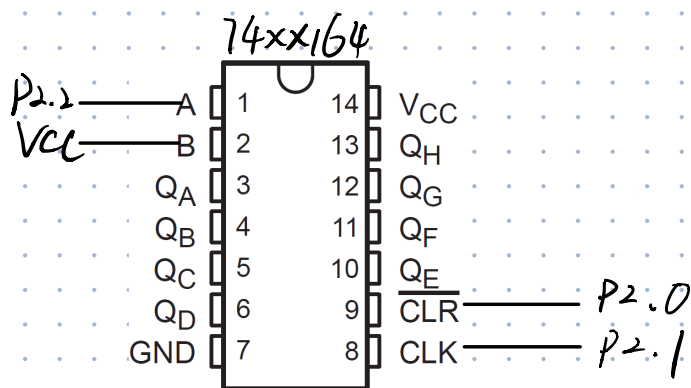 74xx164
P2.2 A 1 14 VCC
VCC B 2 13 QH
QA 3 12 QG
QB 4 11 QF
QC 5 10 QE
QD 6 9 CLR P2.0
GND 7 8 CLK P2.1